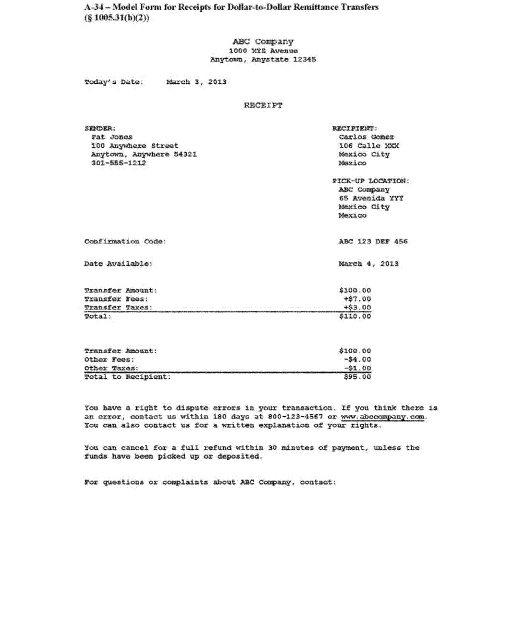 A-34 – Model Form for Receipts for Dollar-to-Dollar Remittance Transfers
(§ 1005.31(b)(2))
ABC Company
1000 XYZ Avenue
Anytown, Anystate 12345
Today's Date: March 3, 2013
RECEIPT
SENDER:
Pat Jones
100 Anywhere Street
Anytown, Anywhere 54321
301-555-1212
RECIPIENT:
Carlos Gomez
106 Calle XXX
Mexico City
Mexico
PICK-UP LOCATION:
ABC Company
65 Avenida YYY
Mexico City
Mexico
Confirmation Code: ABC 123 DEF 456
Date Available: March 4, 2013
Transfer Amount: $100.00
Transfer Fees: +$7.00
Transfer Taxes: +$3.00
Total: $110.00
Transfer Amount: $100.00
Other Fees: -$4.00
Other Taxes: -$1.00
Total to Recipient: $95.00
You have a right to dispute errors in your transaction. If you think there is
an error, contact us within 180 days at 800-123-4567 or www.abccompany.com.
You can also contact us for a written explanation of your rights.
You can cancel for a full refund within 30 minutes of payment, unless the
funds have been picked up or deposited.
For questions or complaints about ABC Company, contact: